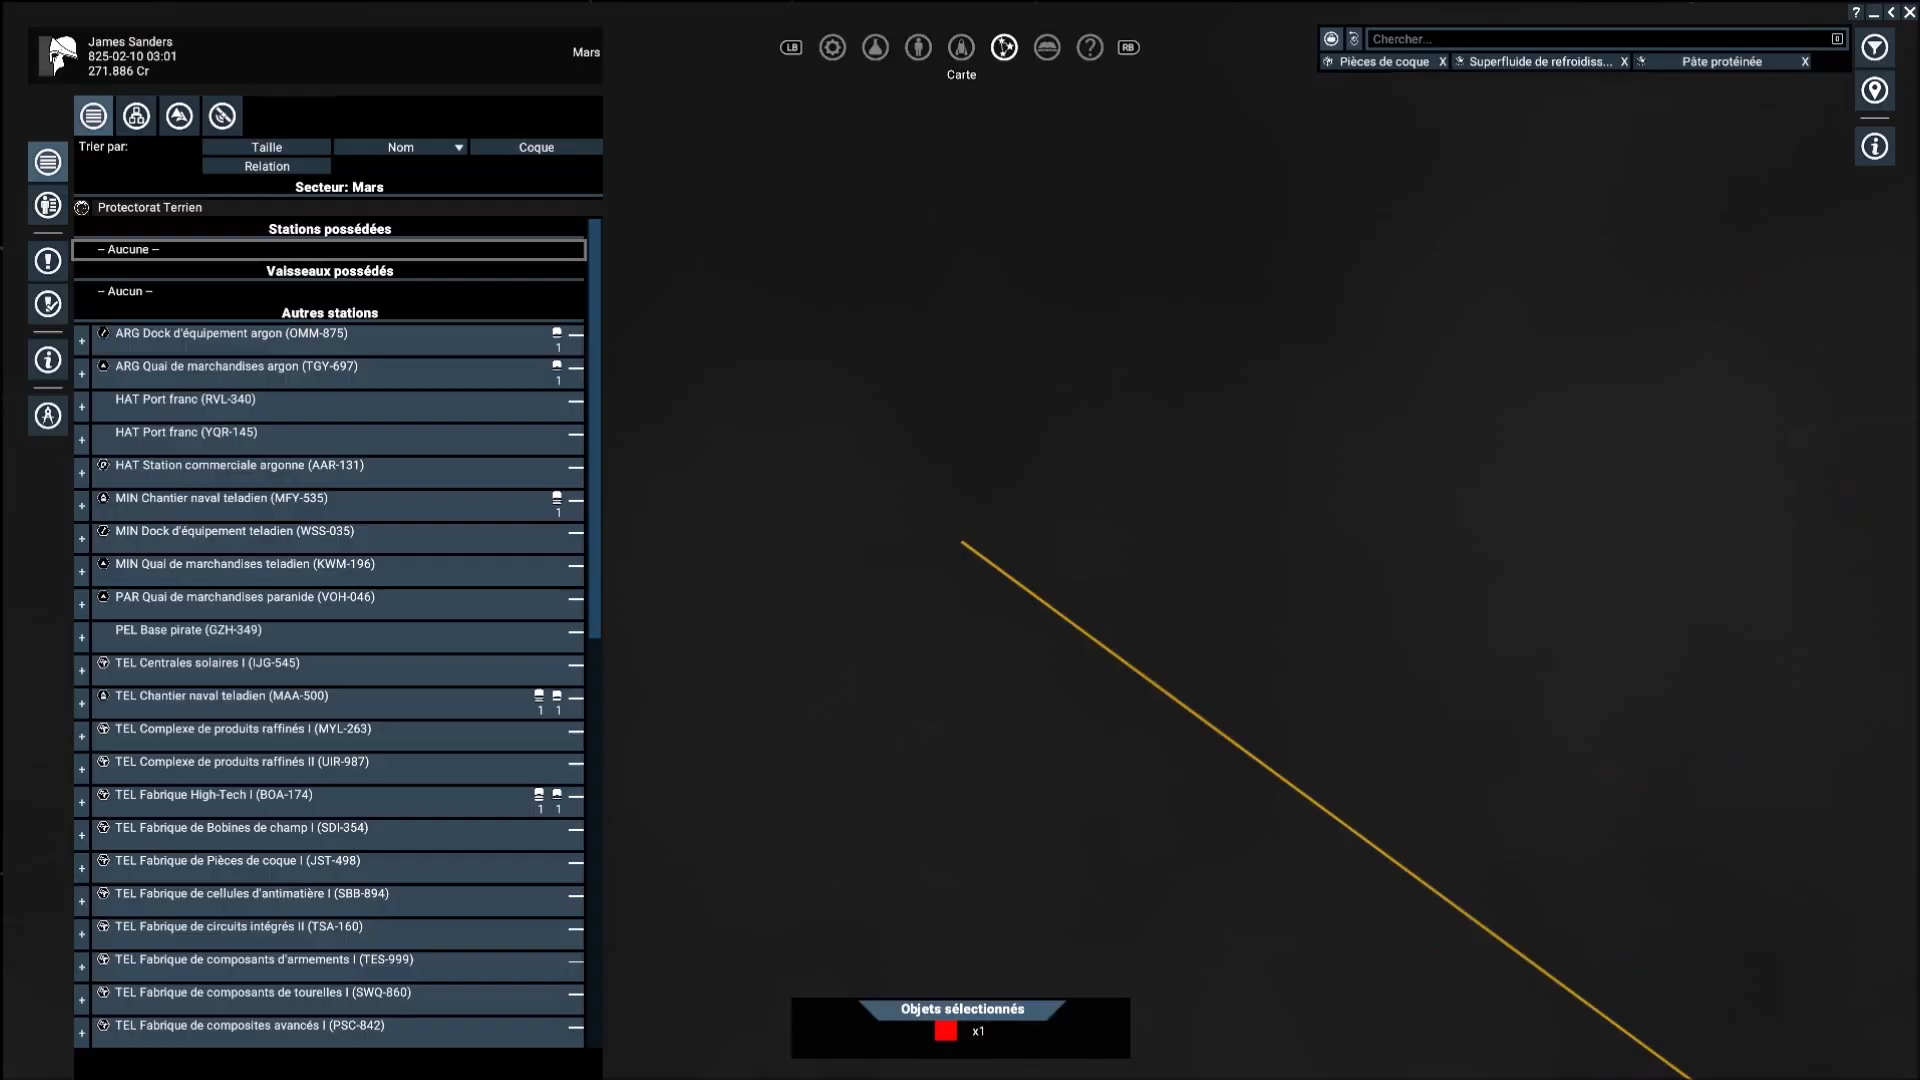 James Sanders
825-02-10 03:01
271.886 Cr
Mars
LB
RB
Carte
Chercher...
Pièces de coque X
Superfluide de refroidiss... X
Pâte protéinée X
Trier par:
Taille
Nom
Coque
Relation
Secteur: Mars
Protectorat Terrien
Stations possédées
-- Aucune --
Vaisseaux possédés
-- Aucun --
Autres stations
ARG Dock d'équipement argon (OMM-875)
1
ARG Quai de marchandises argon (TGY-697)
1
HAT Port franc (RVL-340)
HAT Port franc (YQR-145)
HAT Station commerciale argonne (AAR-131)
MIN Chantier naval teladien (MFY-535)
1
MIN Dock d'équipement teladien (WSS-035)
MIN Quai de marchandises teladien (KWM-196)
PAR Quai de marchandises paranide (VOH-046)
PEL Base pirate (GZH-349)
TEL Centrales solaires I (IJG-545)
TEL Chantier naval teladien (MAA-500)
1 1
TEL Complexe de produits raffinés I (MYL-263)
TEL Complexe de produits raffinés II (UIR-987)
TEL Fabrique High-Tech I (BOA-174)
1 1
TEL Fabrique de Bobines de champ I (SDI-354)
TEL Fabrique de Pièces de coque I (JST-498)
TEL Fabrique de cellules d'antimatière I (SBB-894)
TEL Fabrique de circuits intégrés II (TSA-160)
TEL Fabrique de composants d'armements I (TES-999)
TEL Fabrique de composants de tourelles I (SWQ-860)
TEL Fabrique de composites avancés I (PSC-842)
Objets sélectionnés
x1